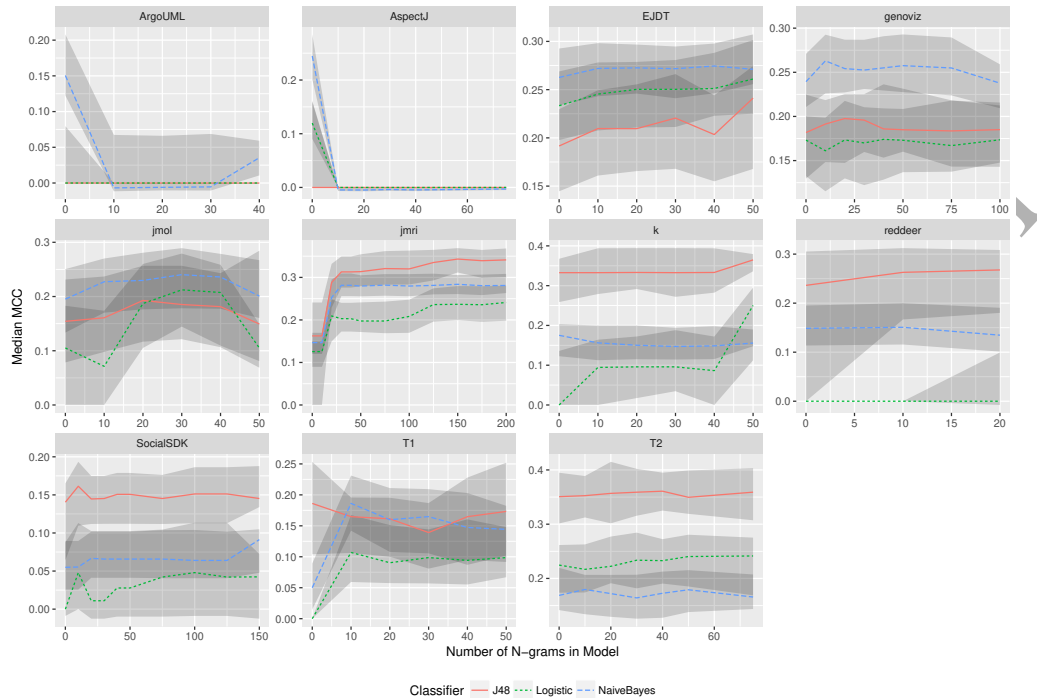 ArgoUML AspectJ EJDT genoviz
0.20
0.15
0.10
0.05
0.00
0 10 20 30 40
0.2
0.1
0.0
0 20 40 60
0.30
0.25
0.20
0.15
0 10 20 30 40 50
0.30
0.25
0.20
0.15
0 25 50 75 100
jmol jmri k reddeer
Median MCC
0.3
0.2
0.1
0.0
0 10 20 30 40 50
0.3
0.2
0.1
0.0
0 50 100 150 200
0.4
0.3
0.2
0.1
0.0
0 10 20 30 40 50
0.3
0.2
0.1
0.0
0 5 10 15 20
SocialSDK T1 T2
0.20
0.15
0.10
0.05
0.00
0 50 100 150
0.25
0.20
0.15
0.10
0.05
0.00
0 10 20 30 40 50
0.4
0.3
0.2
0 20 40 60
Number of N-grams in Model
Classifier J48 Logistic NaiveBayes